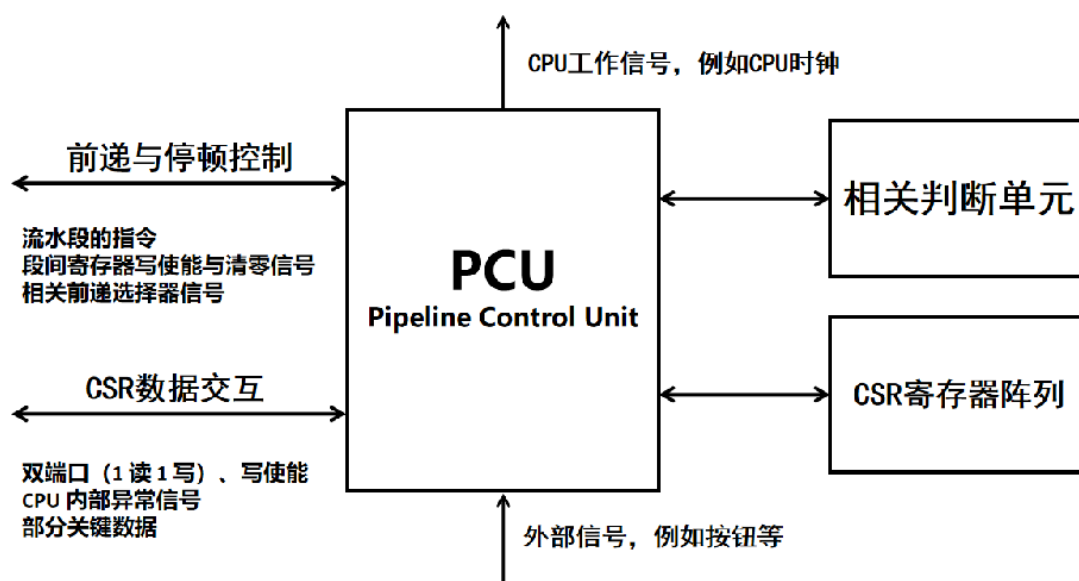 CPU工作信号，例如CPU时钟
前递与停顿控制
流水段的指令
段间寄存器写使能与清零信号
相关前递选择器信号
PCU
Pipeline Control Unit
相关判断单元
CSR数据交互
CSR寄存器阵列
双端口（1 读 1 写）、写使能
CPU 内部异常信号
部分关键数据
外部信号，例如按钮等